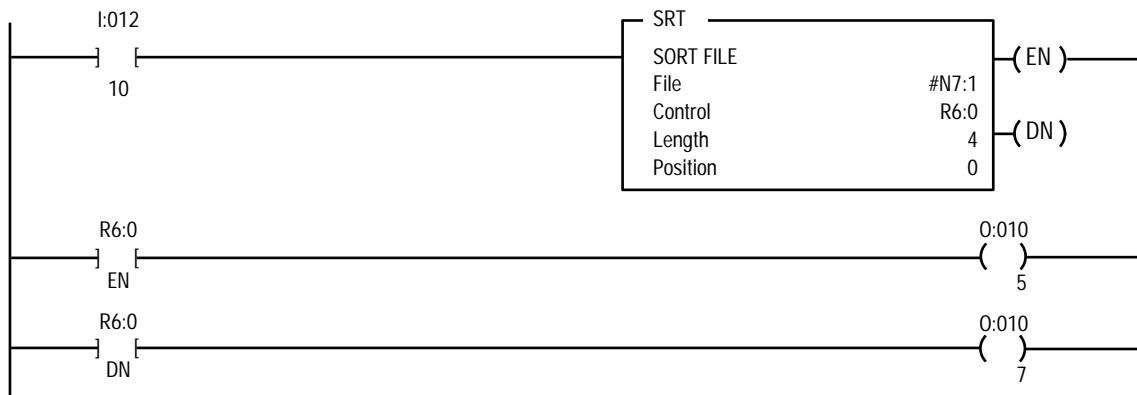 I:012
] [
10
SRT
SORT FILE
File #N7:1
Control R6:0
Length 4
Position 0
( EN )
( DN )
R6:0
] [
EN
O:010
( )
5
R6:0
] [
DN
O:010
( )
7